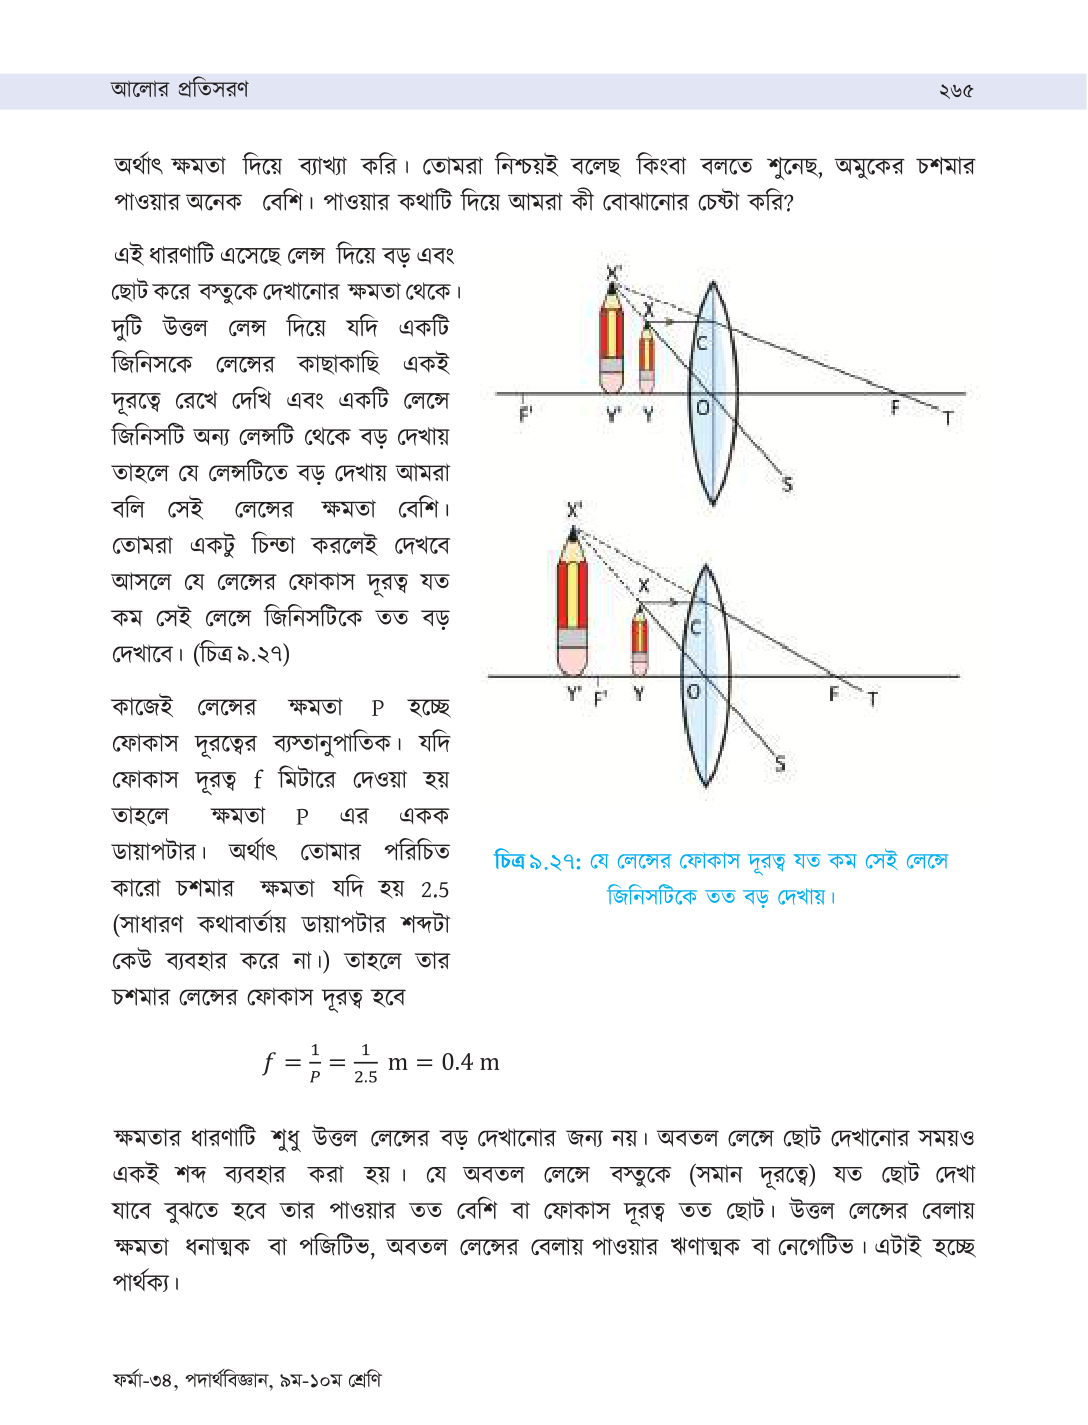 আলোর প্রতিসরণ ২৬৫
অর্থাৎ ক্ষমতা দিয়ে ব্যাখ্যা করি। তোমরা নিশ্চয়ই বলেছ কিংবা বলতে শুনেছ, অমুকের চশমার
পাওয়ার অনেক বেশি। পাওয়ার কথাটি দিয়ে আমরা কী বোঝানোর চেষ্টা করি?
এই ধারণাটি এসেছে লেন্স দিয়ে বড় এবং
ছোট করে বস্তুকে দেখানোর ক্ষমতা থেকে।
দুটি উত্তল লেন্স দিয়ে যদি একটি
জিনিসকে লেন্সের কাছাকাছি একই
দূরত্বে রেখে দেখি এবং একটি লেন্সে
জিনিসটি অন্য লেন্সটি থেকে বড় দেখায়
তাহলে যে লেন্সটিতে বড় দেখায় আমরা
বলি সেই লেন্সের ক্ষমতা বেশি।
তোমরা একটু চিন্তা করলেই দেখবে
আসলে যে লেন্সের ফোকাস দূরত্ব যত
কম সেই লেন্সে জিনিসটিকে তত বড়
দেখাবে। (চিত্র ৯.২৭)
কাজেই লেন্সের ক্ষমতা P হচ্ছে
ফোকাস দূরত্বের ব্যস্তানুপাতিক। যদি
ফোকাস দূরত্ব f মিটারে দেওয়া হয়
তাহলে ক্ষমতা P এর একক
ডায়াপটার। অর্থাৎ তোমার পরিচিত
কারো চশমার ক্ষমতা যদি হয় 2.5
(সাধারণ কথাবার্তায় ডায়াপটার শব্দটা
কেউ ব্যবহার করে না।) তাহলে তার
চশমার লেন্সের ফোকাস দূরত্ব হবে
X'
X
C
F' Y' Y O F T
S
X'
X
C
Y' F' Y O F T
S
চিত্র ৯.২৭: যে লেন্সের ফোকাস দূরত্ব যত কম সেই লেন্সে
জিনিসটিকে তত বড় দেখায়।
f = 1/P = 1/2.5 m = 0.4 m
ক্ষমতার ধারণাটি শুধু উত্তল লেন্সের বড় দেখানোর জন্য নয়। অবতল লেন্সে ছোট দেখানোর সময়ও
একই শব্দ ব্যবহার করা হয়। যে অবতল লেন্সে বস্তুকে (সমান দূরত্বে) যত ছোট দেখা
যাবে বুঝতে হবে তার পাওয়ার তত বেশি বা ফোকাস দূরত্ব তত ছোট। উত্তল লেন্সের বেলায়
ক্ষমতা ধনাত্মক বা পজিটিভ, অবতল লেন্সের বেলায় পাওয়ার ঋণাত্মক বা নেগেটিভ। এটাই হচ্ছে
পার্থক্য।
ফর্মা-৩৪, পদার্থবিজ্ঞান, ৯ম-১০ম শ্রেণি